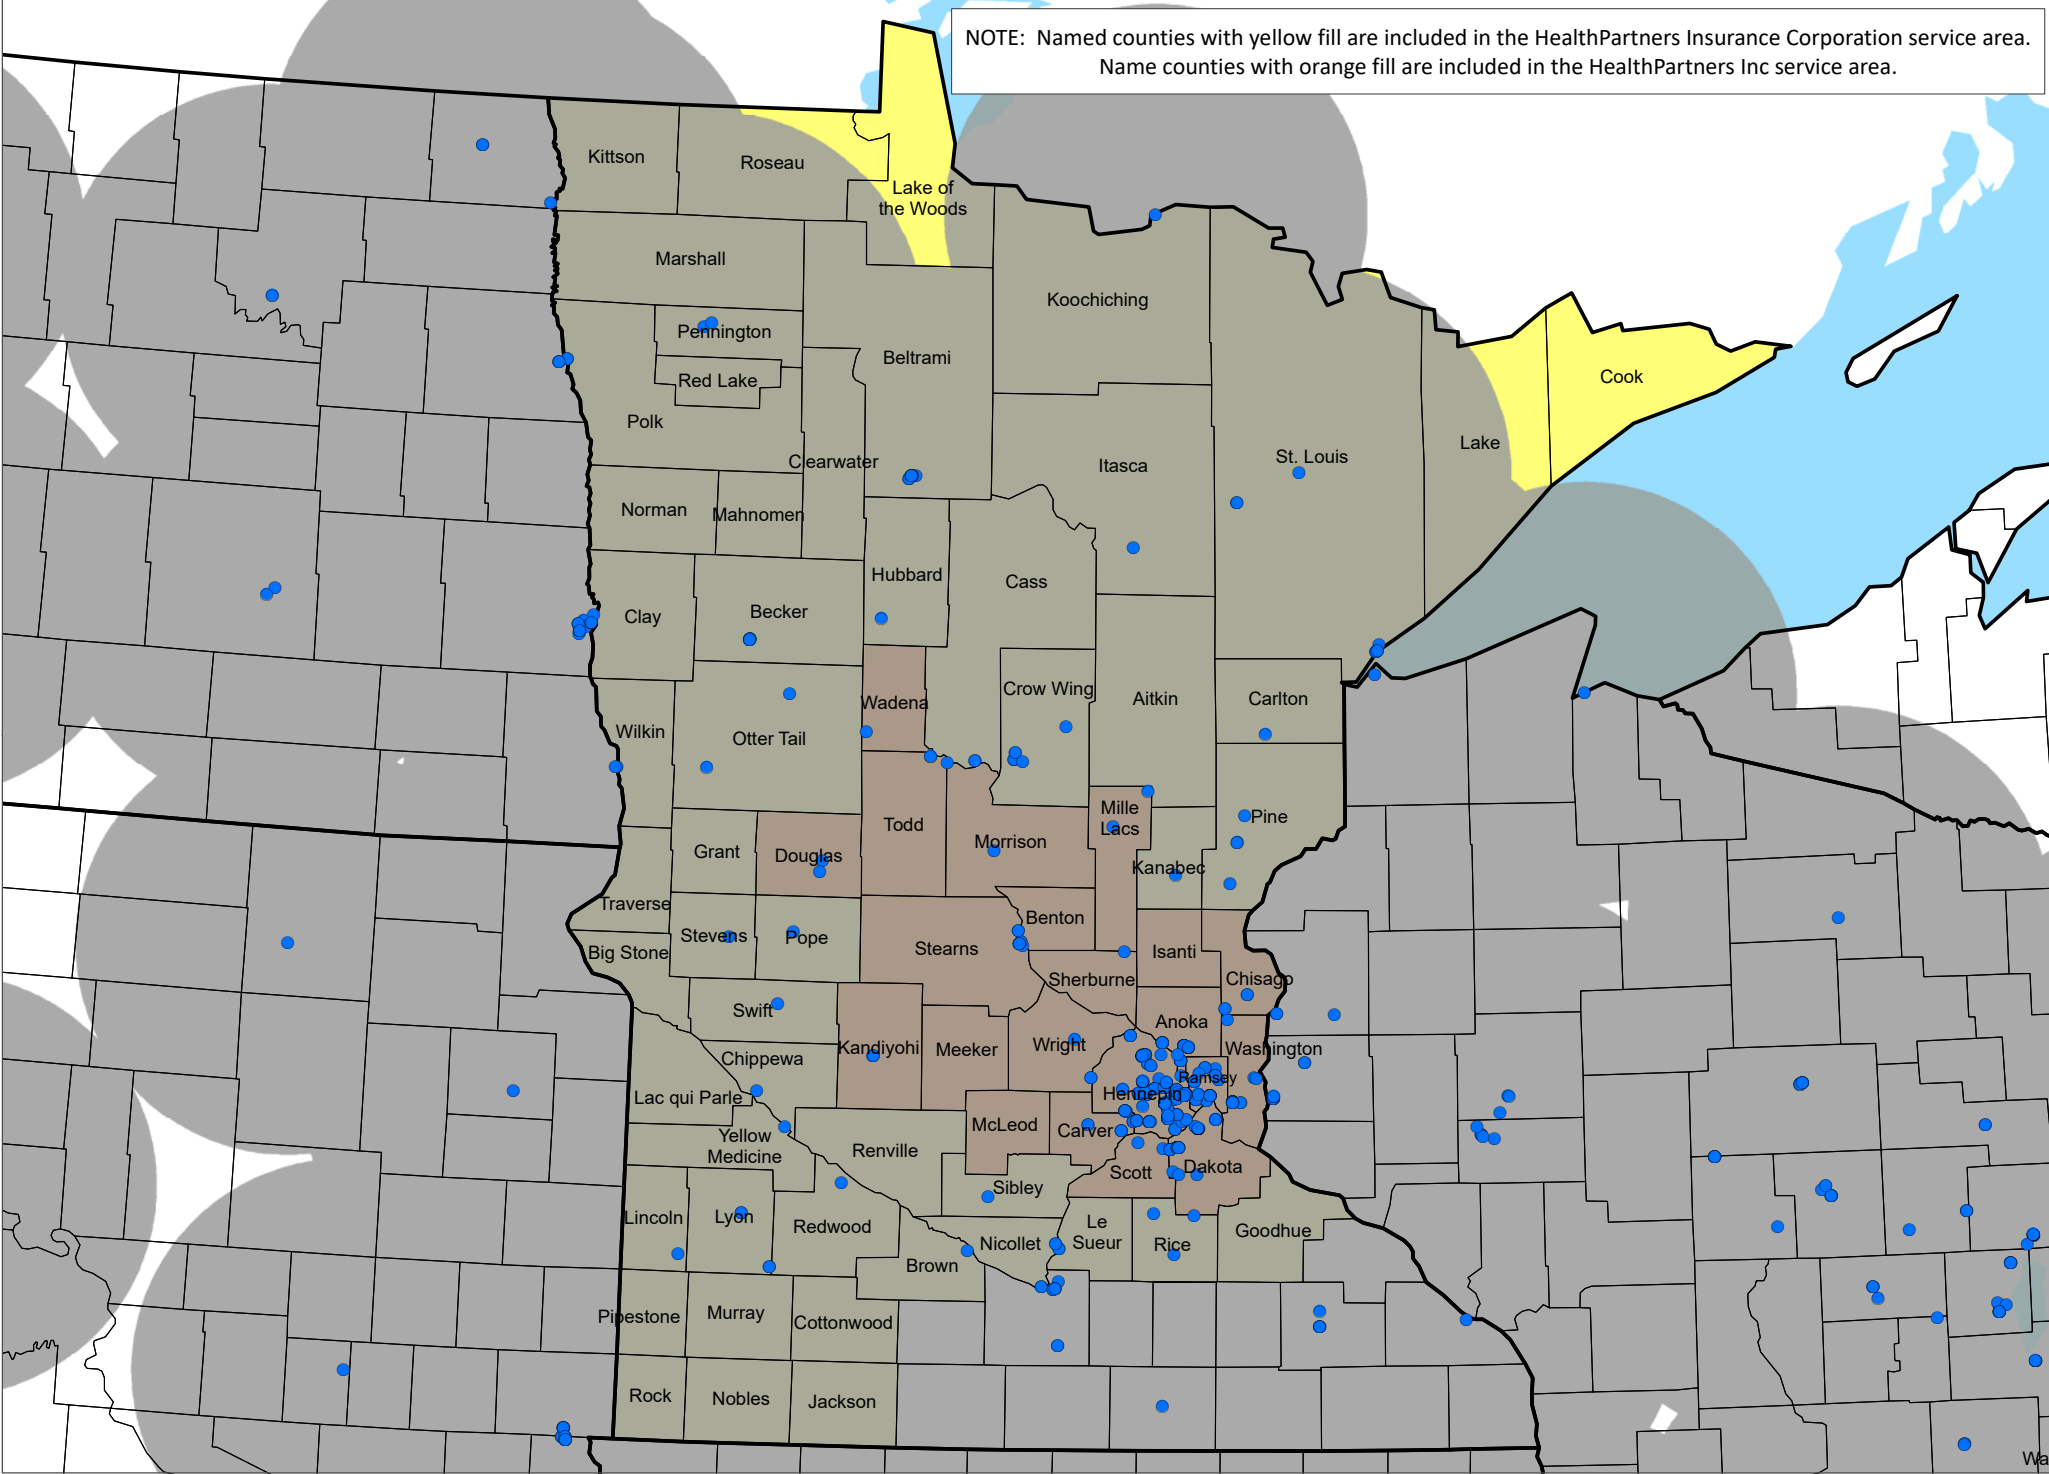 NOTE: Named counties with yellow fill are included in the HealthPartners Insurance Corporation service area.
Name counties with orange fill are included in the HealthPartners Inc service area.
Kittson
Roseau
Lake of
the Woods
Marshall
Koochiching
Pennington
Beltrami
Red Lake
Cook
Polk
Lake
Clearwater
Itasca
St. Louis
Norman
Mahnomen
Hubbard
Cass
Clay
Becker
Wadena
Crow Wing
Aitkin
Carlton
Wilkin
Otter Tail
Mille
Lacs
Pine
Todd
Morrison
Grant
Douglas
Kanabec
Traverse
Benton
Stevens
Pope
Stearns
Big Stone
Isanti
Sherburne
Chisago
Swift
Anoka
Kandiyohi
Meeker
Wright
Washington
Chippewa
Ramsey
Hennepin
Lac qui Parle
McLeod
Carver
Yellow
Medicine
Renville
Scott
Dakota
Sibley
Lincoln
Lyon
Redwood
Le
Sueur
Goodhue
Nicollet
Rice
Brown
Pipestone
Murray
Cottonwood
Rock
Nobles
Jackson
Wa